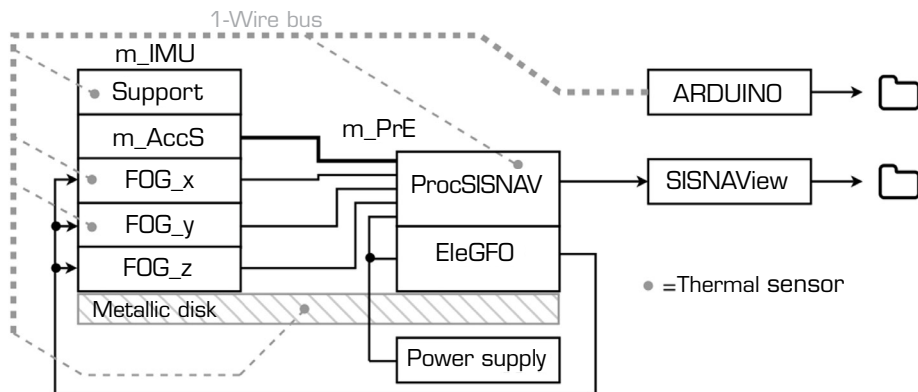 1-Wire bus
m_IMU
Support
m_AccS
FOG_x
FOG_y
FOG_z
Metallic disk
m_PrE
ProcSISNAV
EleGFO
Power supply
ARDUINO
SISNAView
=Thermal sensor